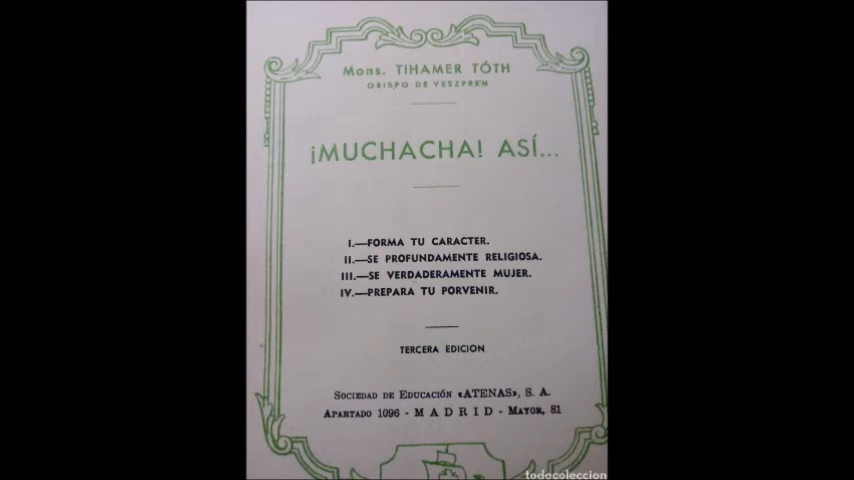 Mons. TIHAMER TÓTH
OBISPO DE VESZPREM
¡MUCHACHA! ASÍ...
I.—FORMA TU CARACTER.
II.—SE PROFUNDAMENTE RELIGIOSA.
III.—SE VERDADERAMENTE MUJER.
IV.—PREPARA TU PORVENIR.
TERCERA EDICION
SOCIEDAD DE EDUCACIÓN «ATENAS», S. A.
APARTADO 1096 - MADRID - MAYOR, 81
todocoleccion